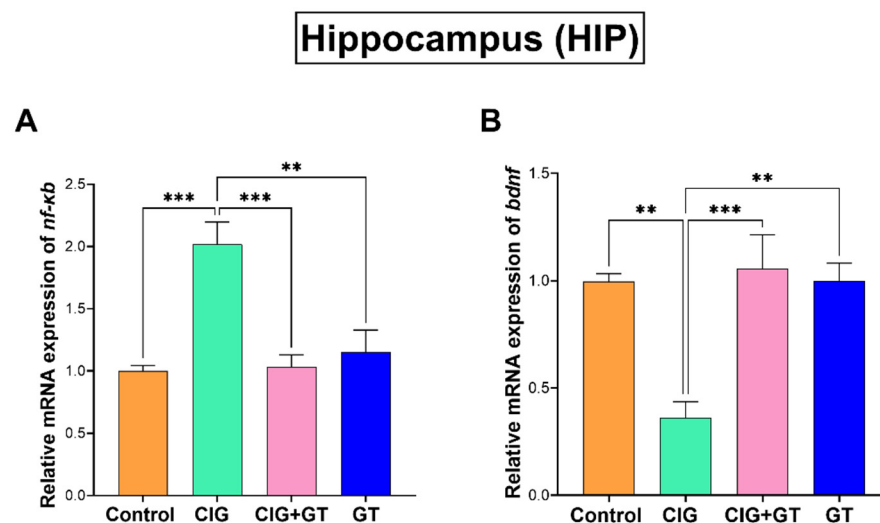 Hippocampus (HIP)
A
Relative mRNA expression of nf-κb
2.5
2.0
1.5
1.0
0.5
0.0
***
***
**
Control CIG CIG+GT GT
B
Relative mRNA expression of bdnf
1.5
1.0
0.5
0.0
**
***
**
Control CIG CIG+GT GT